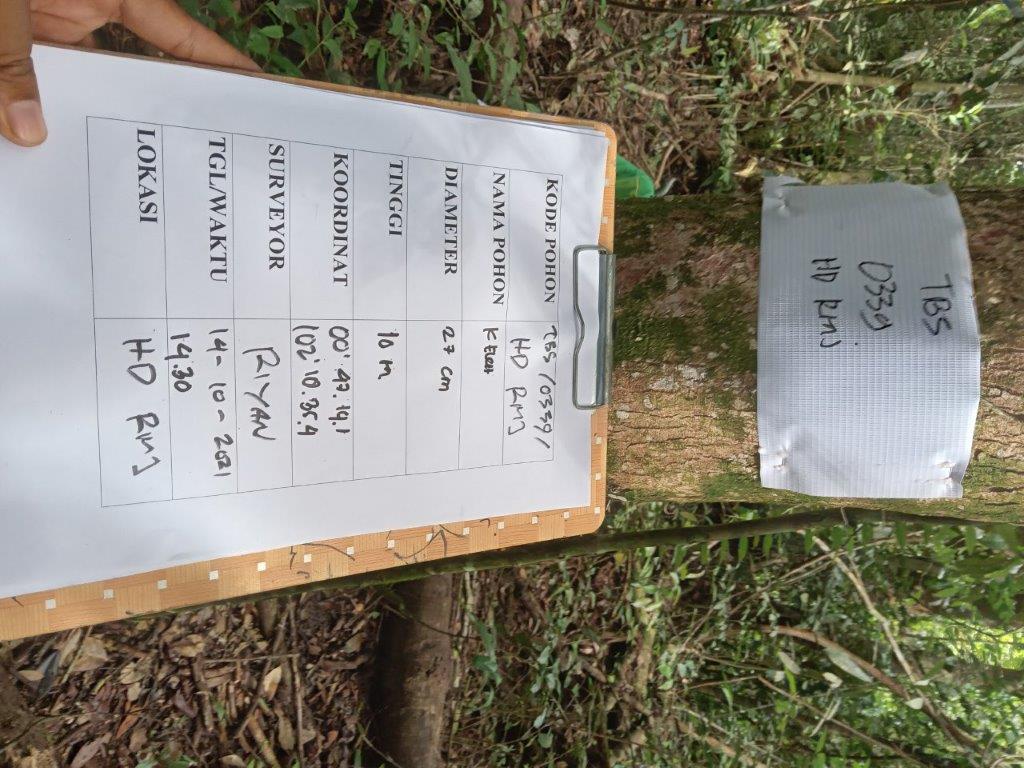 TBS
0339
HD RMJ
KODE POHON TBS /0339/
HD RMJ
NAMA POHON KELEH
DIAMETER 27 cm
TINGGI 10 m
KOORDINAT 00' 47.14.1
102' 10.35.4
SURVEYOR RIYAN
TGL/WAKTU 14- 10 - 2021
14.30
LOKASI HD RMJ